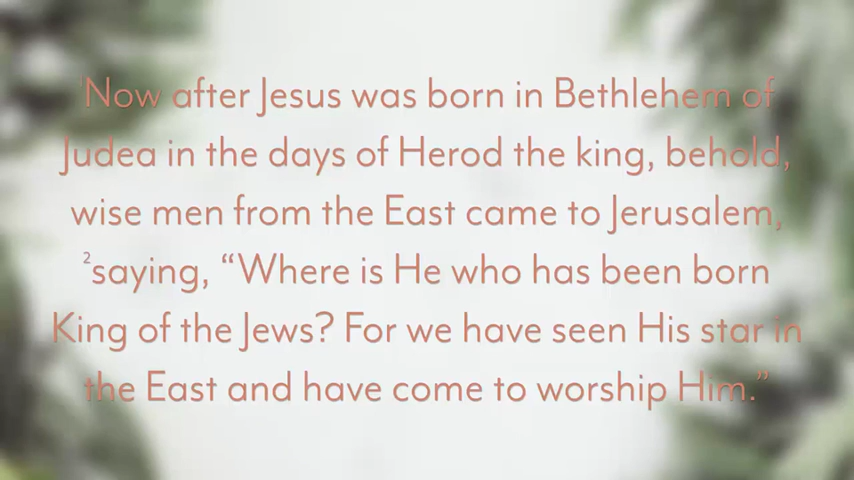 ¹Now after Jesus was born in Bethlehem of
Judea in the days of Herod the king, behold,
wise men from the East came to Jerusalem,
²saying, “Where is He who has been born
King of the Jews? For we have seen His star in
the East and have come to worship Him.”